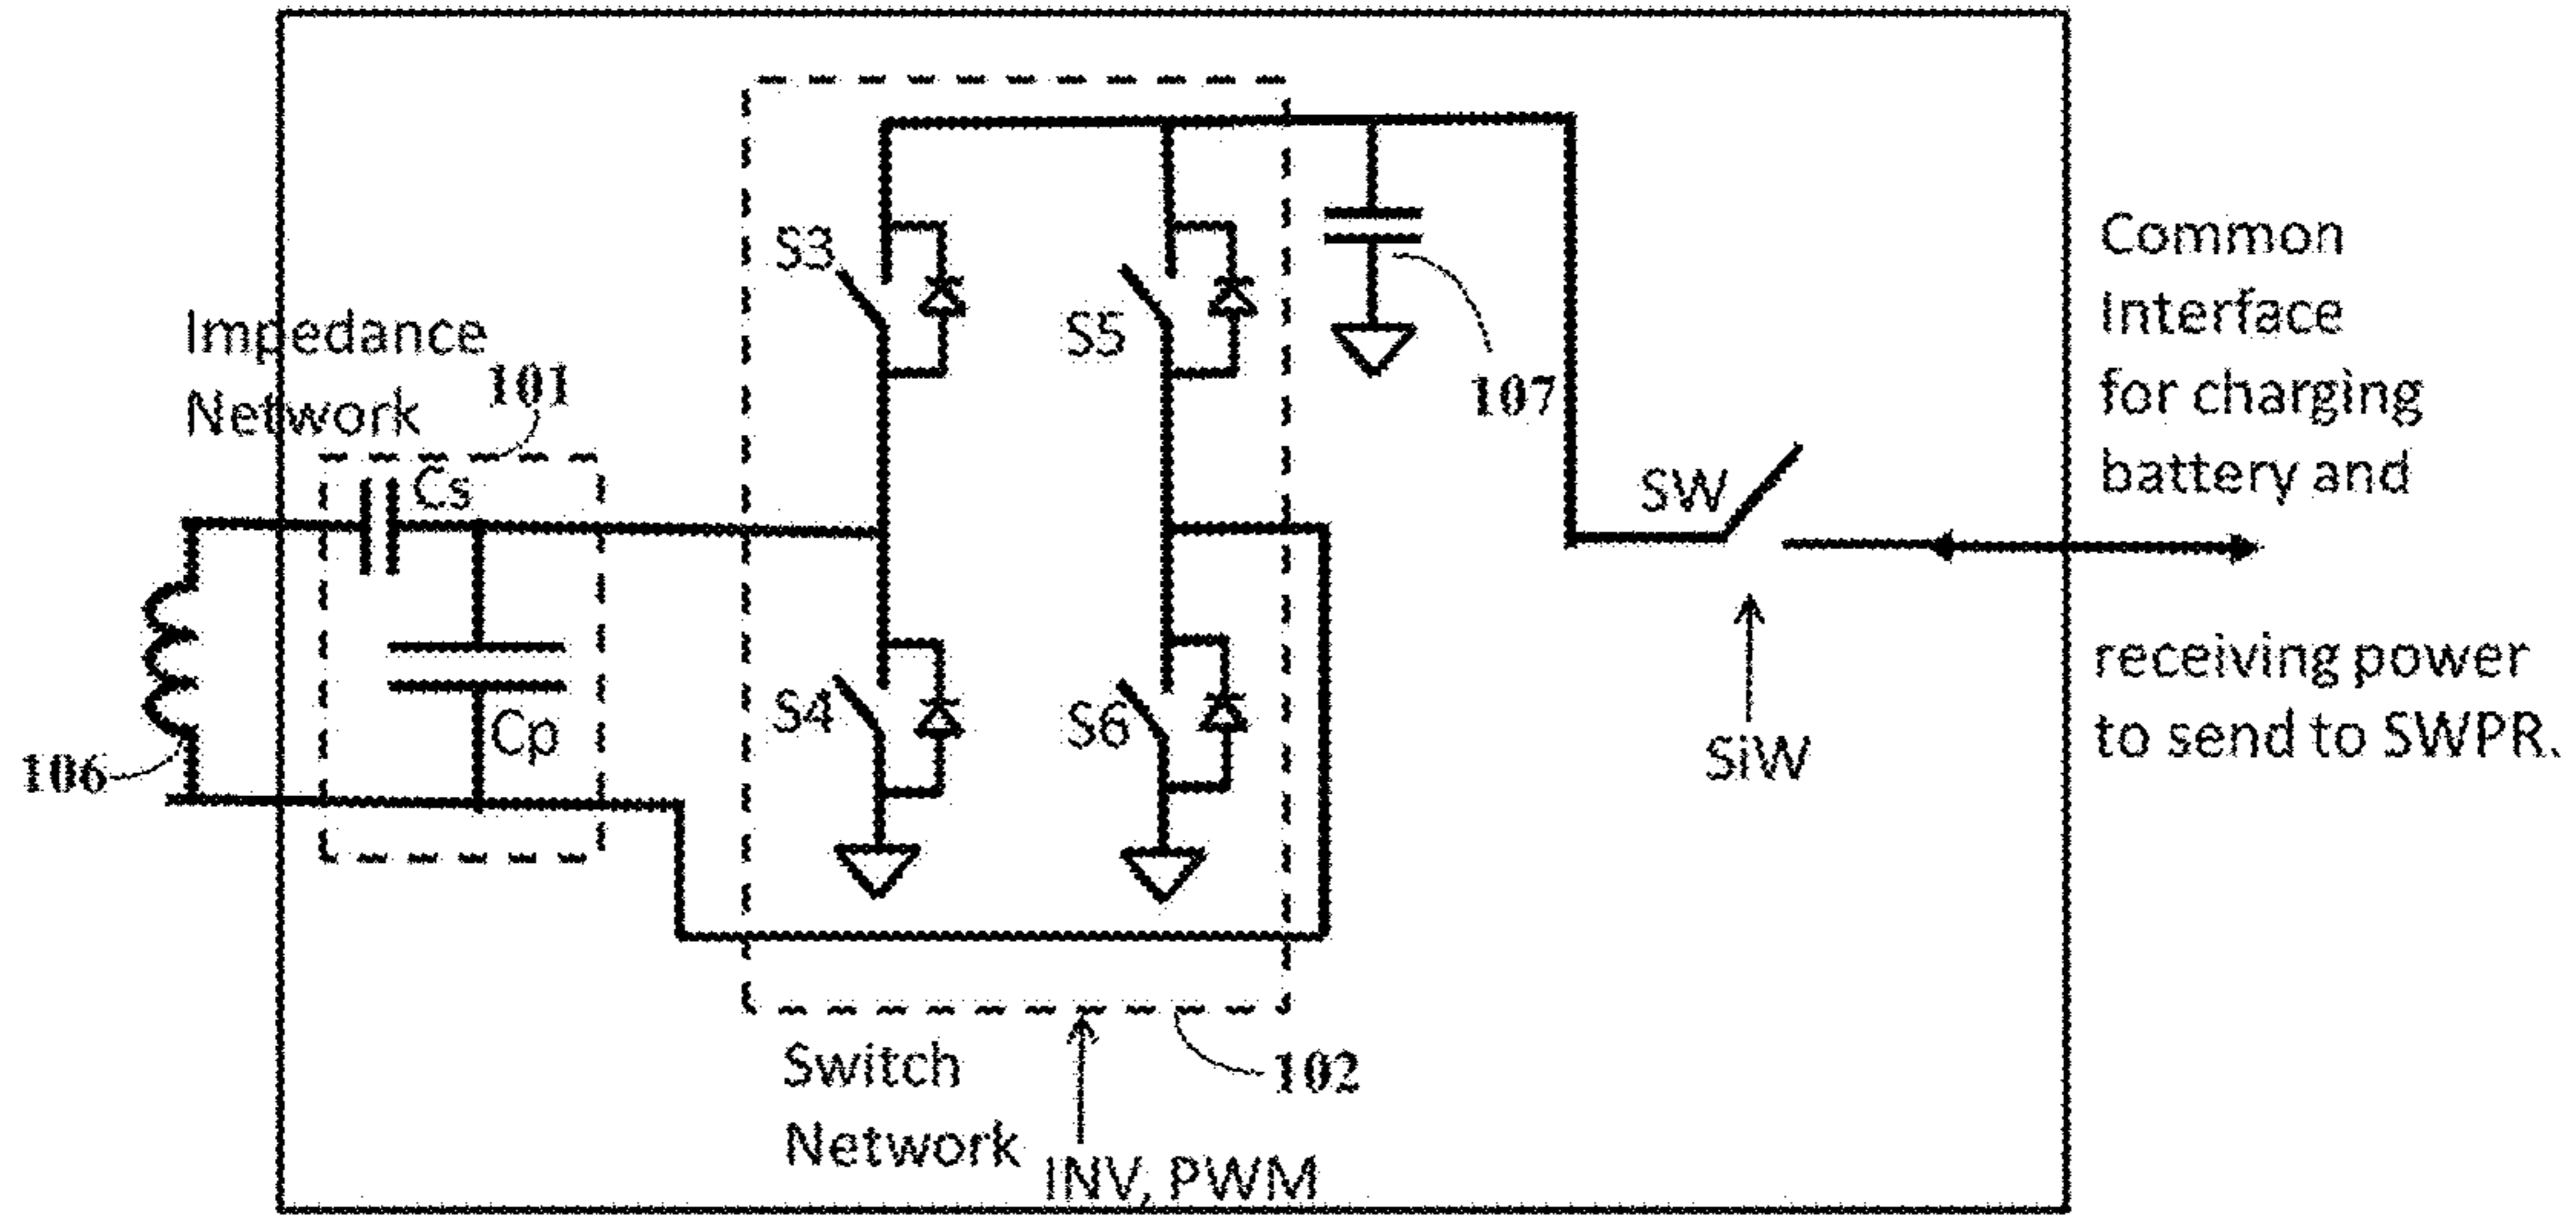 Impedance
Network
101
Cs
Cp
106
S3
S5
S4
S6
107
SW
SiW
Common
Interface
for charging
battery and
receiving power
to send to SWPR.
Switch
Network
102
INV, PWM